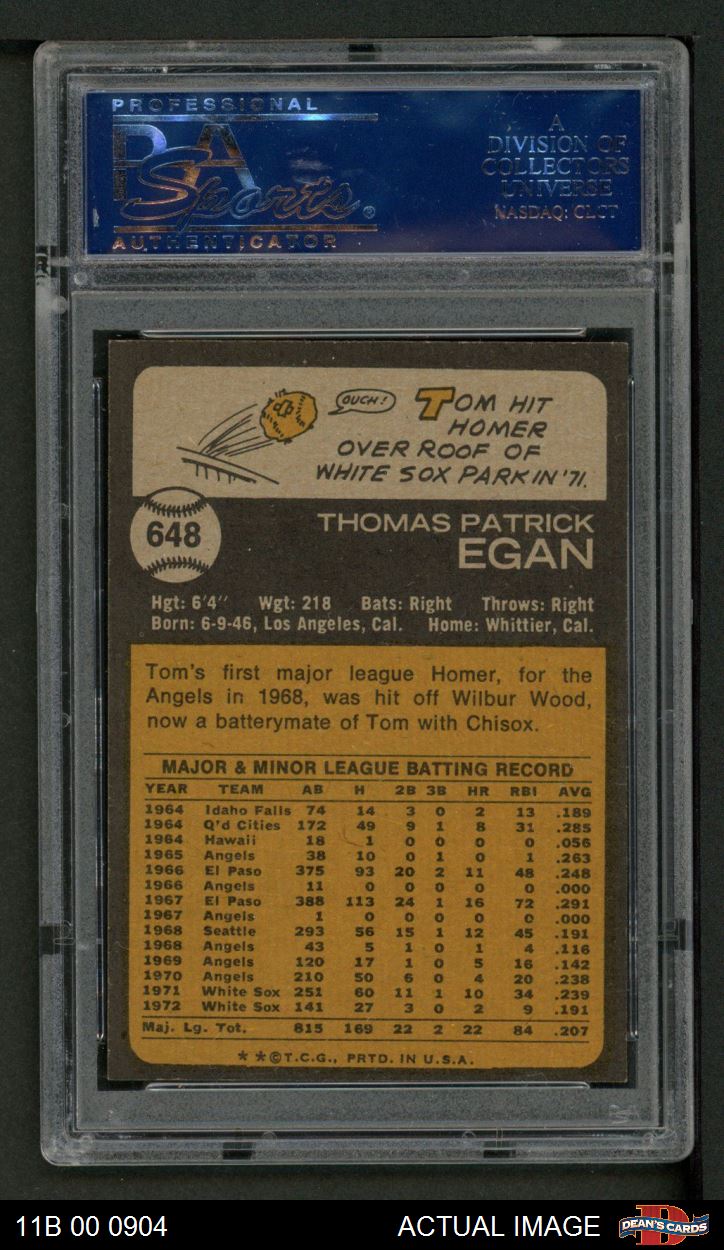 PROFESSIONAL
PSA
Sports®
AUTHENTICATOR
A
DIVISION OF
COLLECTORS
UNIVERSE
NASDAQ: CLCT
OUCH!
TOM HIT
HOMER
OVER ROOF OF
WHITE SOX PARK IN '71.
648
THOMAS PATRICK
EGAN
Hgt: 6'4" Wgt: 218 Bats: Right Throws: Right
Born: 6-9-46, Los Angeles, Cal. Home: Whittier, Cal.
Tom's first major league Homer, for the
Angels in 1968, was hit off Wilbur Wood,
now a batterymate of Tom with Chisox.
MAJOR & MINOR LEAGUE BATTING RECORD
YEAR TEAM AB H 2B 3B HR RBI AVG
1964 Idaho Falls 74 14 3 0 2 13 .189
1964 Q'd Cities 172 49 9 1 8 31 .285
1964 Hawaii 18 1 0 0 0 0 .056
1965 Angels 38 10 0 1 0 1 .263
1966 El Paso 375 93 20 2 11 48 .248
1966 Angels 11 0 0 0 0 0 .000
1967 El Paso 388 113 24 1 16 72 .291
1967 Angels 1 0 0 0 0 0 .000
1968 Seattle 293 56 15 1 12 45 .191
1968 Angels 43 5 1 0 1 4 .116
1969 Angels 120 17 1 0 5 16 .142
1970 Angels 210 50 6 0 4 20 .238
1971 White Sox 251 60 11 1 10 34 .239
1972 White Sox 141 27 3 0 2 9 .191
Maj. Lg. Tot. 815 169 22 2 22 84 .207
* *©T.C.G., PRTD. IN U.S.A.
11B 00 0904
ACTUAL IMAGE
DEAN'S CARDS